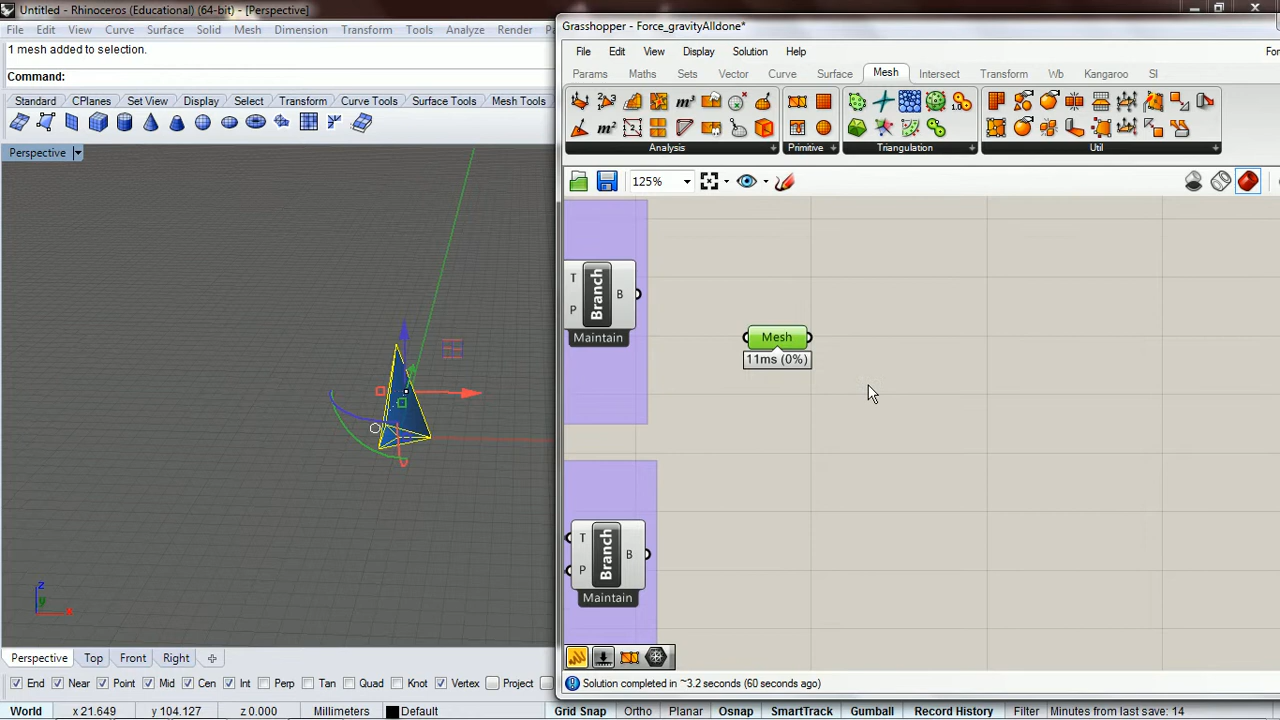 Untitled - Rhinoceros (Educational) (64-bit) - [Perspective]
File Edit View Curve Surface Solid Mesh Dimension Transform Tools Analyze Render
1 mesh added to selection.
Command:
Standard CPlanes Set View Display Select Transform Curve Tools Surface Tools Mesh Tools
Perspective
z
y
x
Perspective Top Front Right
End Near Point Mid Cen Int Perp Tan Quad Knot Vertex Project
World x 21.649 y 104.127 z 0.000 Millimeters Default Grid Snap Ortho Planar Osnap SmartTrack Gumball Record History Filter Minutes from last save: 14
Grasshopper - Force_gravityAlldone*
File Edit View Display Solution Help
Params Maths Sets Vector Curve Surface Mesh Intersect Transform Wb Kangaroo SI
Analysis Primitive Triangulation Util
125%
T
P
Branch
B
Maintain
Mesh
11ms (0%)
T
P
Branch
B
Maintain
Solution completed in ~3.2 seconds (60 seconds ago)